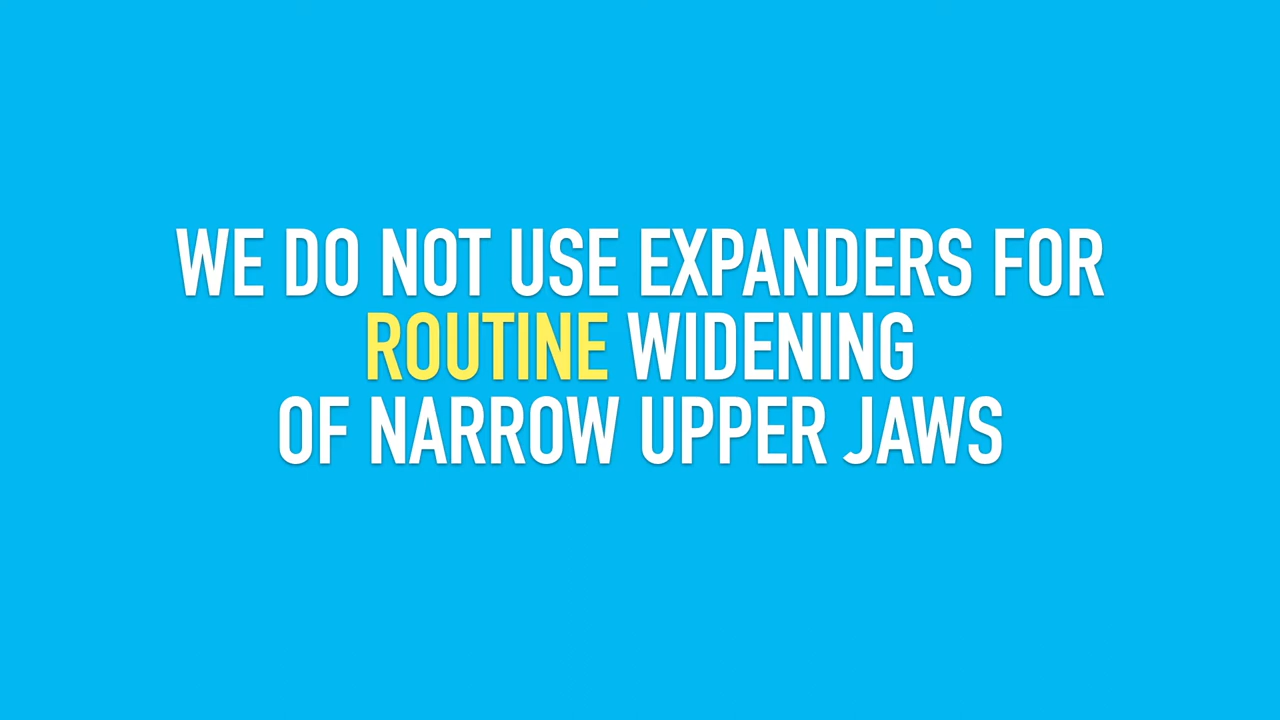 WE DO NOT USE EXPANDERS FOR
ROUTINE WIDENING
OF NARROW UPPER JAWS